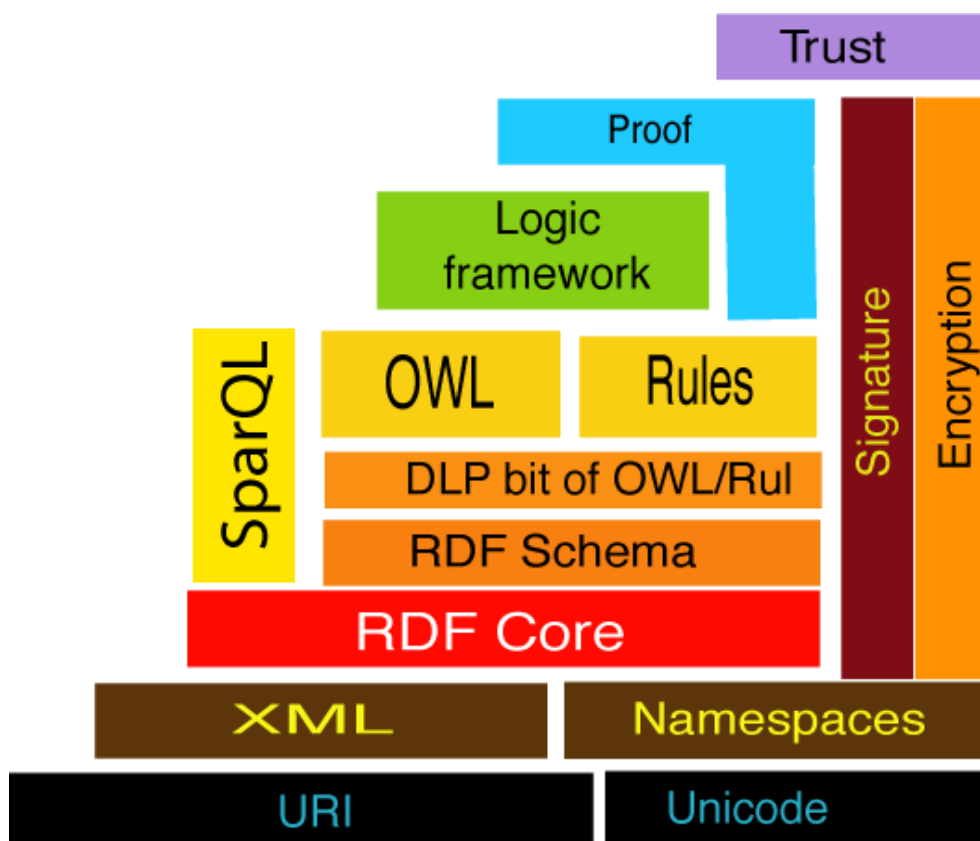 Trust
Proof
Logic
framework
SparQL
OWL
Rules
Signature
Encryption
DLP bit of OWL/Rul
RDF Schema
RDF Core
XML
Namespaces
URI
Unicode